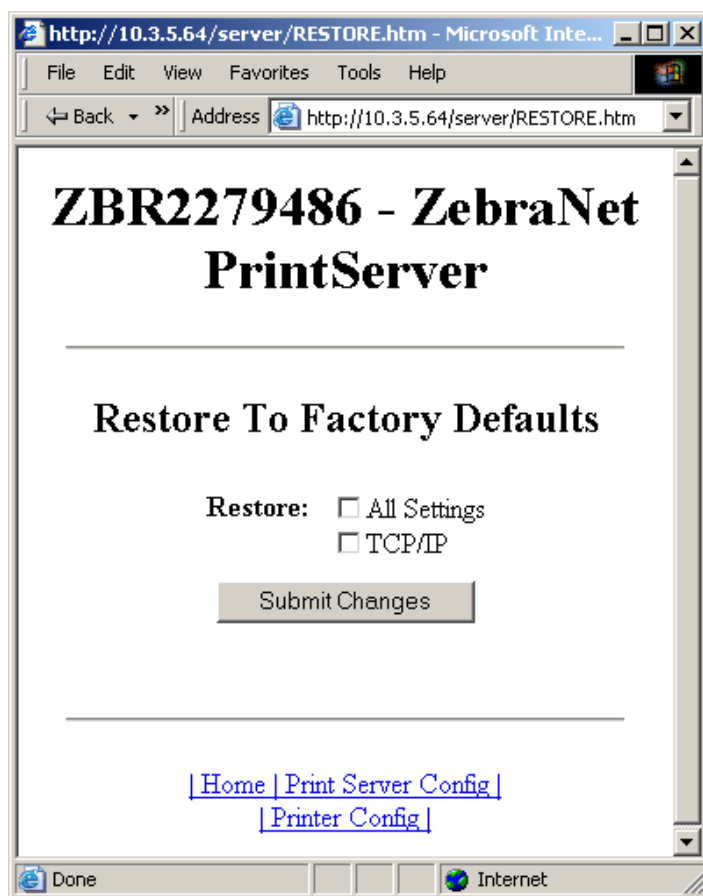 http://10.3.5.64/server/RESTORE.htm - Microsoft Inte...
File Edit View Favorites Tools Help
Back » Address http://10.3.5.64/server/RESTORE.htm
ZBR2279486 - ZebraNet
PrintServer
Restore To Factory Defaults
Restore: All Settings
TCP/IP
Submit Changes
| Home | Print Server Config |
| Printer Config |
Done Internet